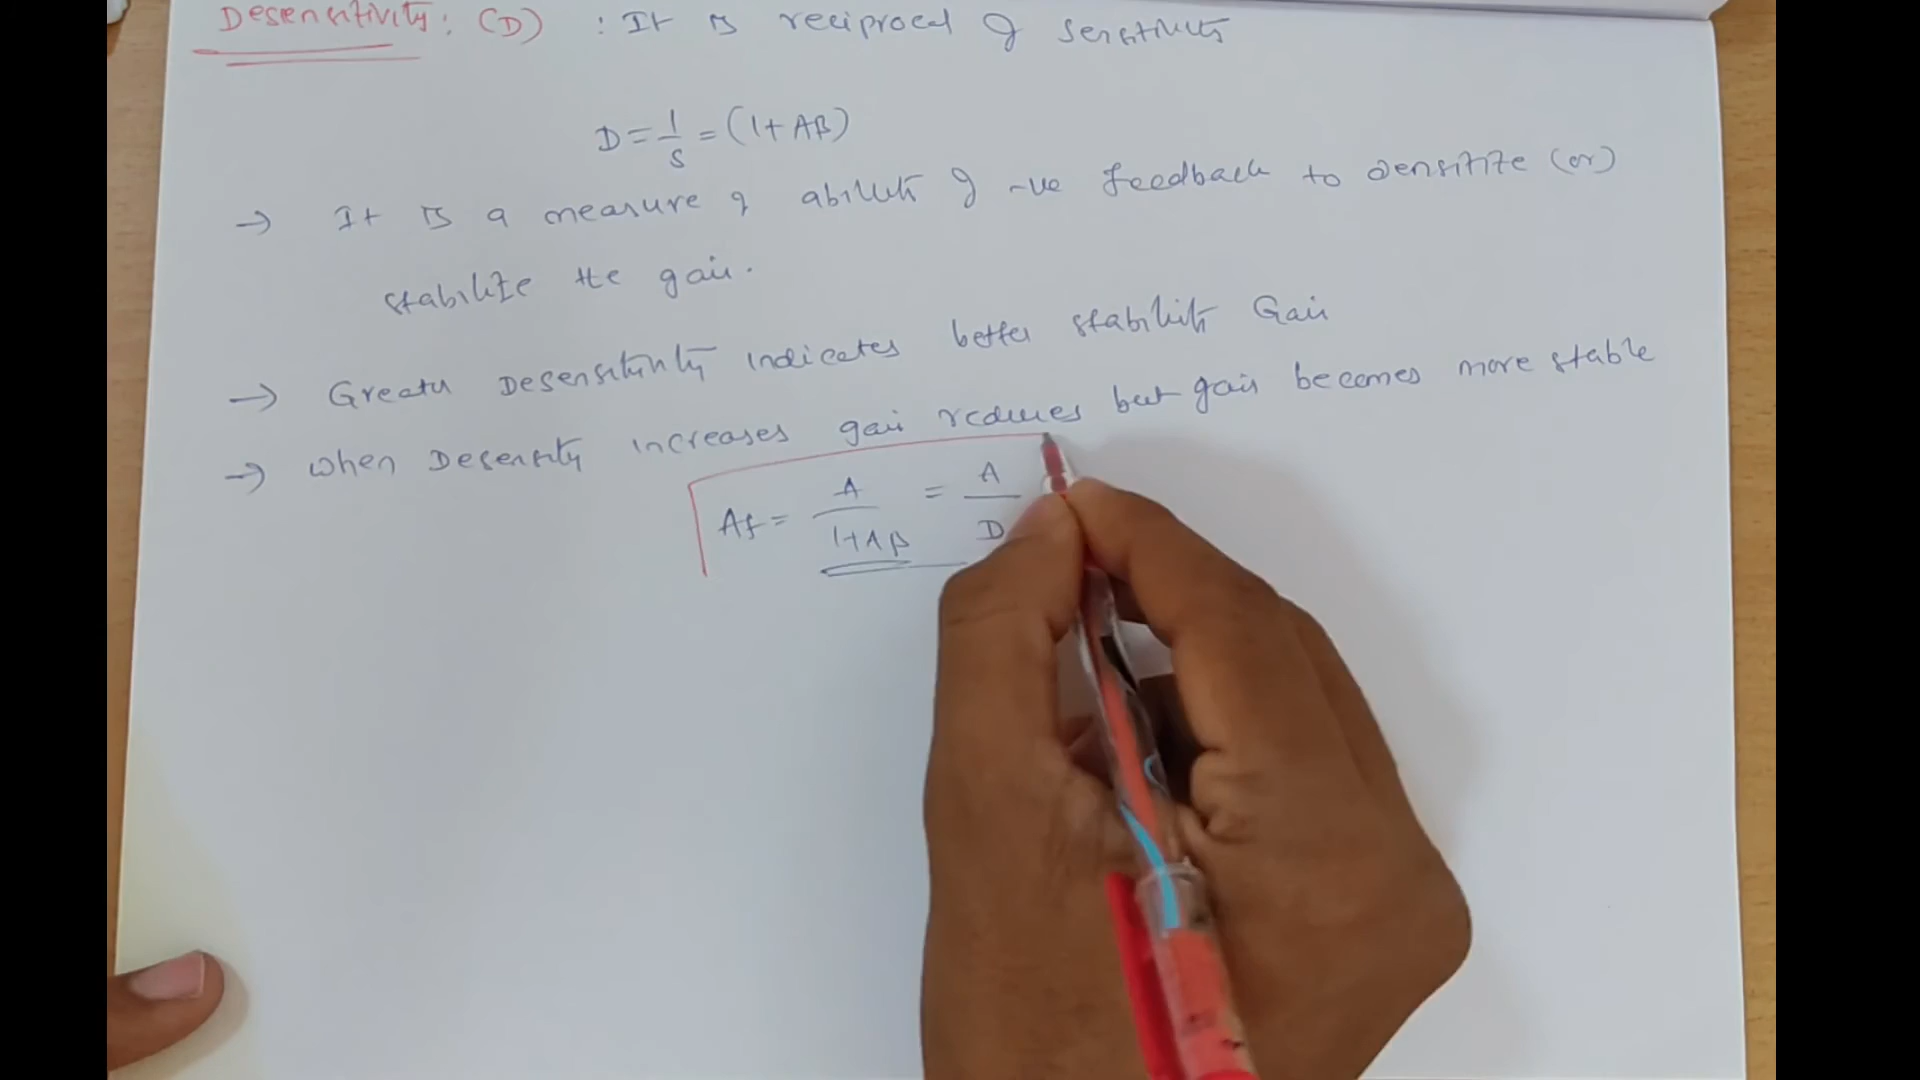 Desensitivity: (D) : It is reciprocal of sensitivity
D = 1/S = (1+Aβ)
→ It is a measure of ability of -ve feedback to densitize (or)
stabilize the gain.
→ Greater Desensitivity indicates better stability Gain
→ When Desensity increases gain reduces but gain becomes more stable
Af = A/1+Aβ = A/D